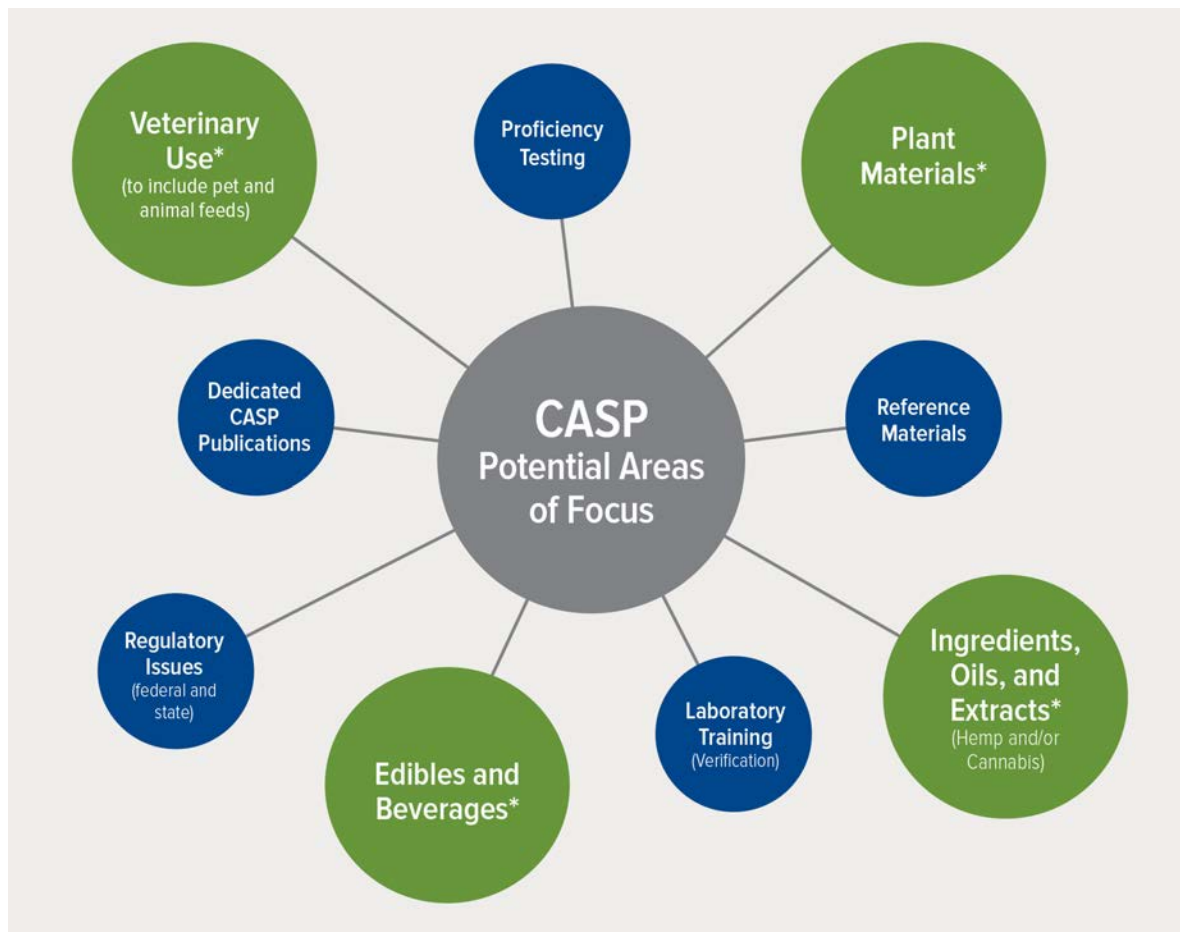 Veterinary
Use*
(to include pet and
animal feeds)
Proficiency
Testing
Plant
Materials*
Dedicated
CASP
Publications
CASP
Potential Areas
of Focus
Reference
Materials
Regulatory
Issues
(federal and
state)
Edibles and
Beverages*
Laboratory
Training
(Verification)
Ingredients,
Oils, and
Extracts*
(Hemp and/or
Cannabis)